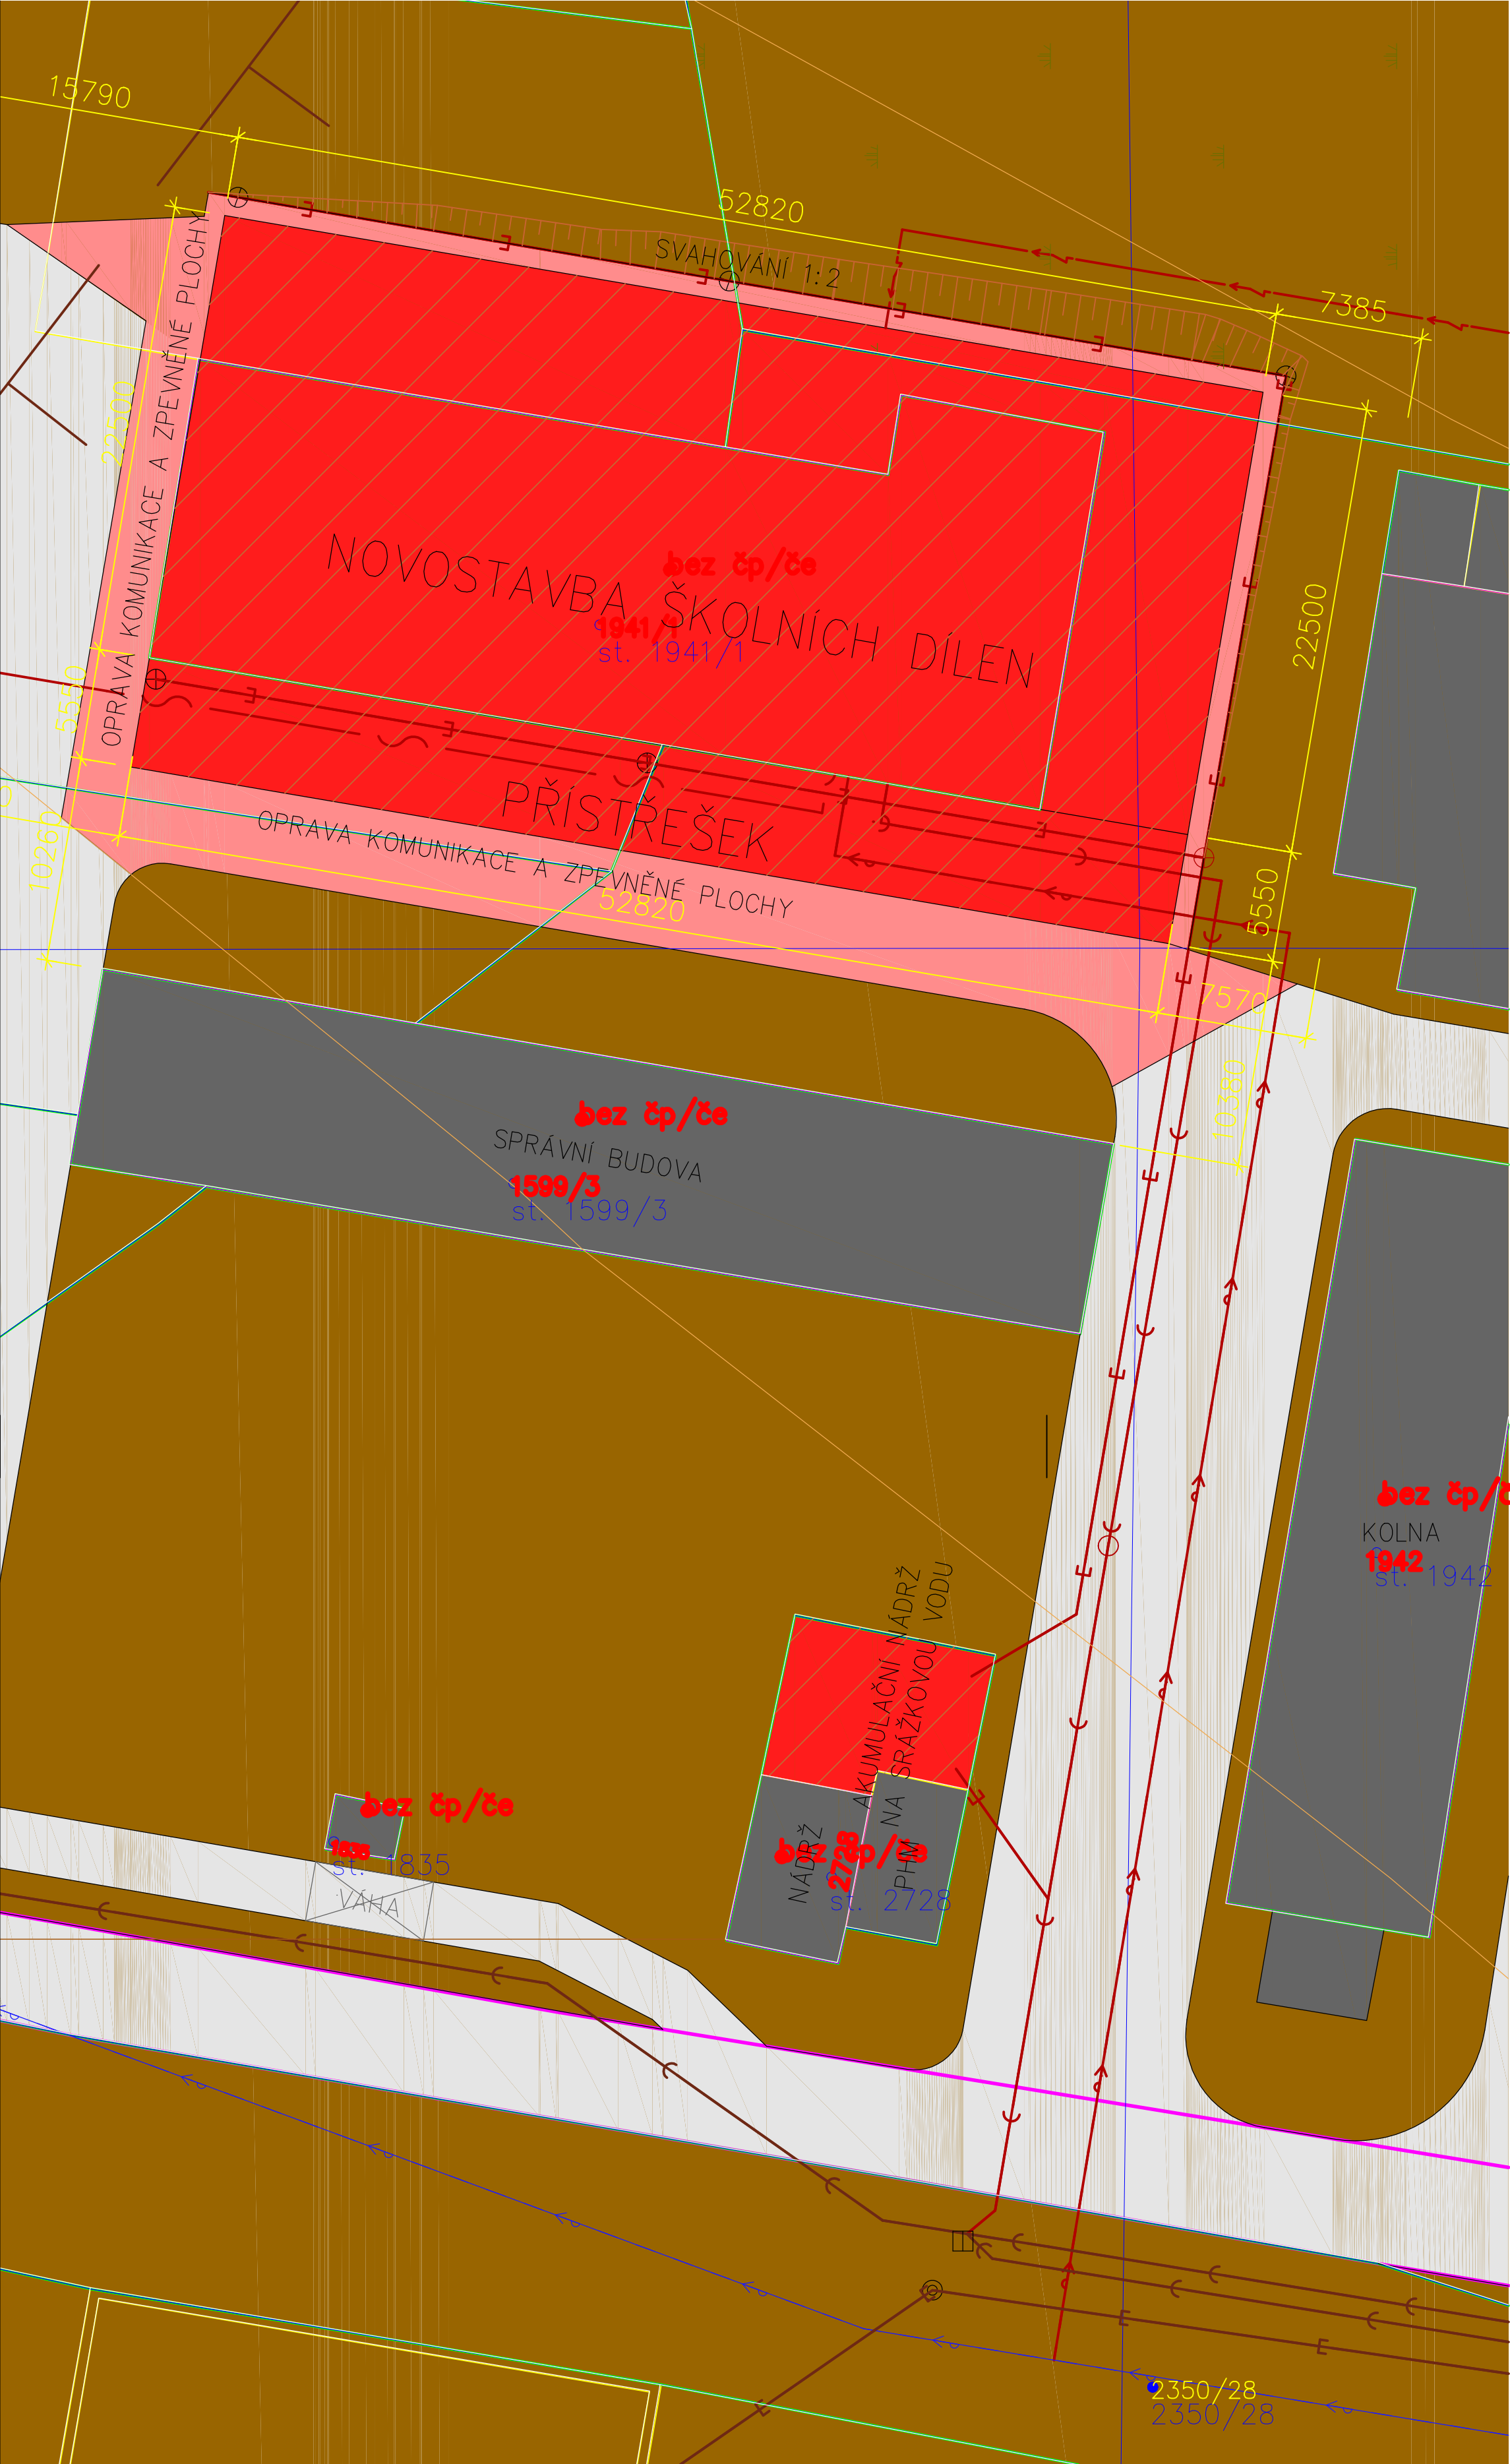 15790
52820
SVAHOVÁNÍ 1:2
7385
OPRAVA KOMUNIKACE A ZPEVNĚNÉ PLOCHY
22500
NOVOSTAVBA ŠKOLNÍCH DÍLEN
bez čp/če
1941/1
st. 1941/1
22500
5550
PŘÍSTŘEŠEK
OPRAVA KOMUNIKACE A ZPEVNĚNÉ PLOCHY
52820
10260
5550
7570
10380
bez čp/če
SPRÁVNÍ BUDOVA
1599/3
st. 1599/3
bez čp/č
KOLNA
1942
st. 1942
AKUMULAČNÍ NÁDRŽ
NA SRÁŽKOVOU VODU
bez čp/če
1835
st. 1835
VÁHA
NÁDRŽ
PHM
bez čp/če
2728
st. 2728
2350/28
2350/28